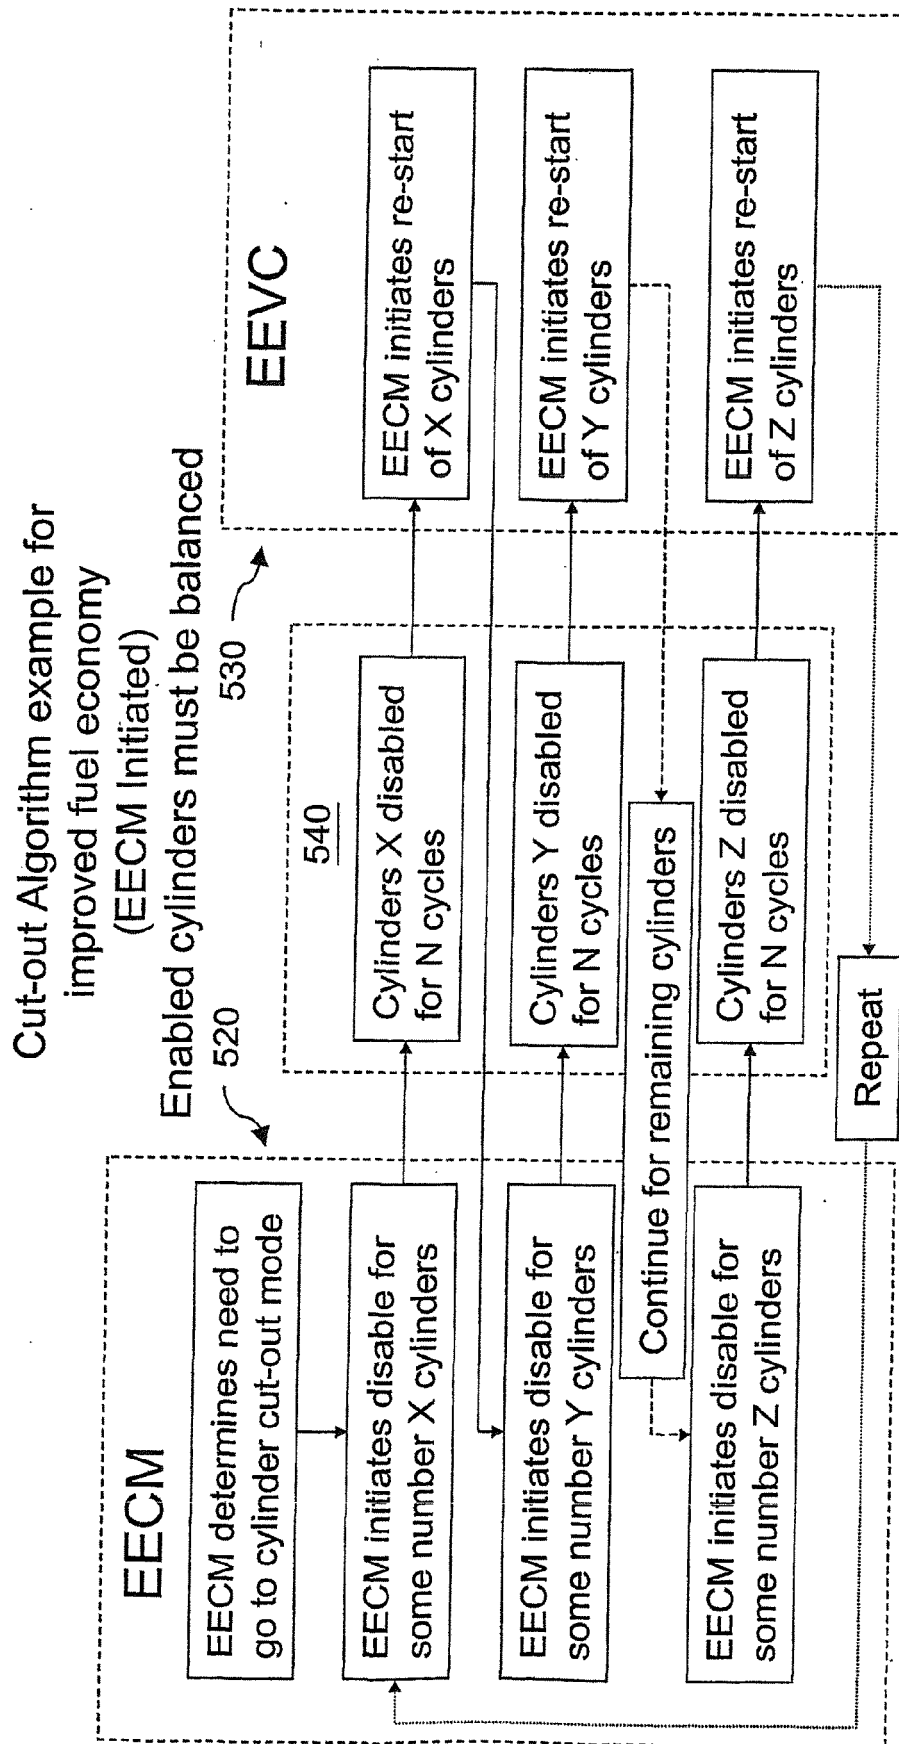 Cut-out Algorithm example for
improved fuel economy
(EECM Initiated)
Enabled cylinders must be balanced
520
530
EECM
EECM determines need to
go to cylinder cut-out mode
EECM initiates disable for
some number X cylinders
EECM initiates disable for
some number Y cylinders
Continue for remaining cylinders
EECM initiates disable for
some number Z cylinders
540
Cylinders X disabled
for N cycles
Cylinders Y disabled
for N cycles
Cylinders Z disabled
for N cycles
Repeat
EEVC
EECM initiates re-start
of X cylinders
EECM initiates re-start
of Y cylinders
EECM initiates re-start
of Z cylinders